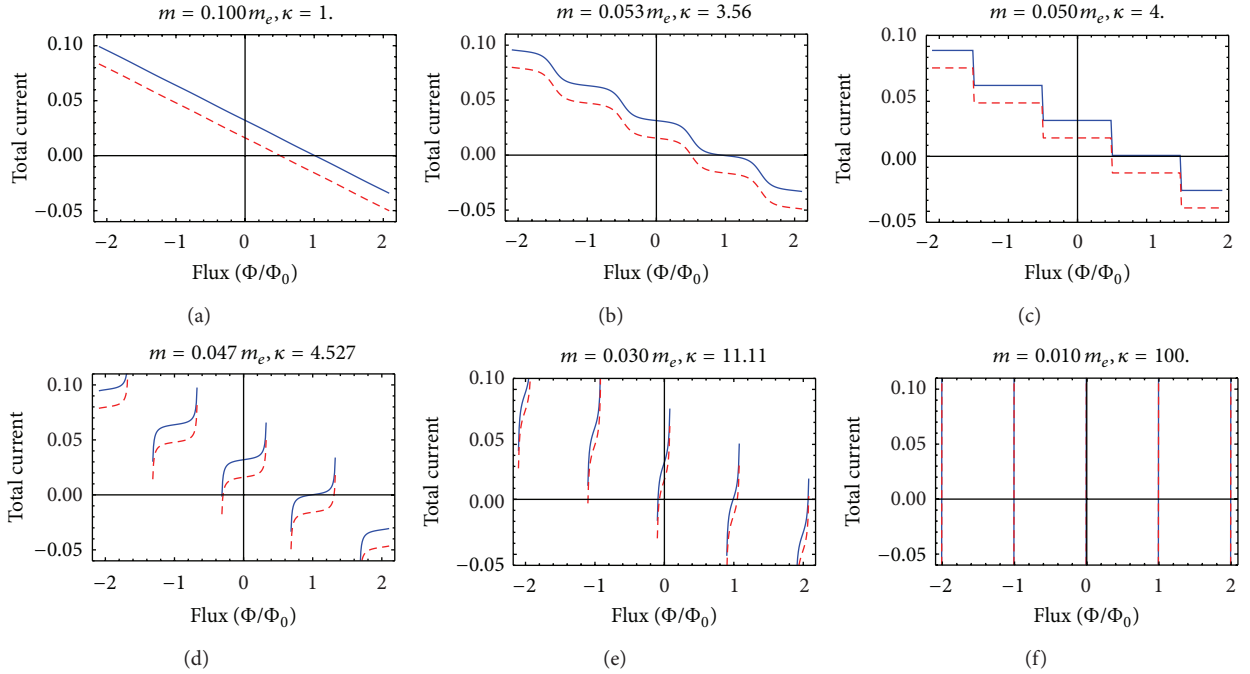 m = 0.100 m_e, κ = 1.
0.10
0.05
0.00
−0.05
Total current
−2 −1 0 1 2
Flux (Φ/Φ_0)
(a)
m = 0.053 m_e, κ = 3.56
0.10
0.05
0.00
−0.05
Total current
−2 −1 0 1 2
Flux (Φ/Φ_0)
(b)
m = 0.050 m_e, κ = 4.
0.10
0.05
0.00
−0.05
Total current
−2 −1 0 1 2
Flux (Φ/Φ_0)
(c)
m = 0.047 m_e, κ = 4.527
0.10
0.05
0.00
−0.05
Total current
−2 −1 0 1 2
Flux (Φ/Φ_0)
(d)
m = 0.030 m_e, κ = 11.11
0.10
0.05
0.00
−0.05
Total current
−2 −1 0 1 2
Flux (Φ/Φ_0)
(e)
m = 0.010 m_e, κ = 100.
0.10
0.05
0.00
−0.05
Total current
−2 −1 0 1 2
Flux (Φ/Φ_0)
(f)